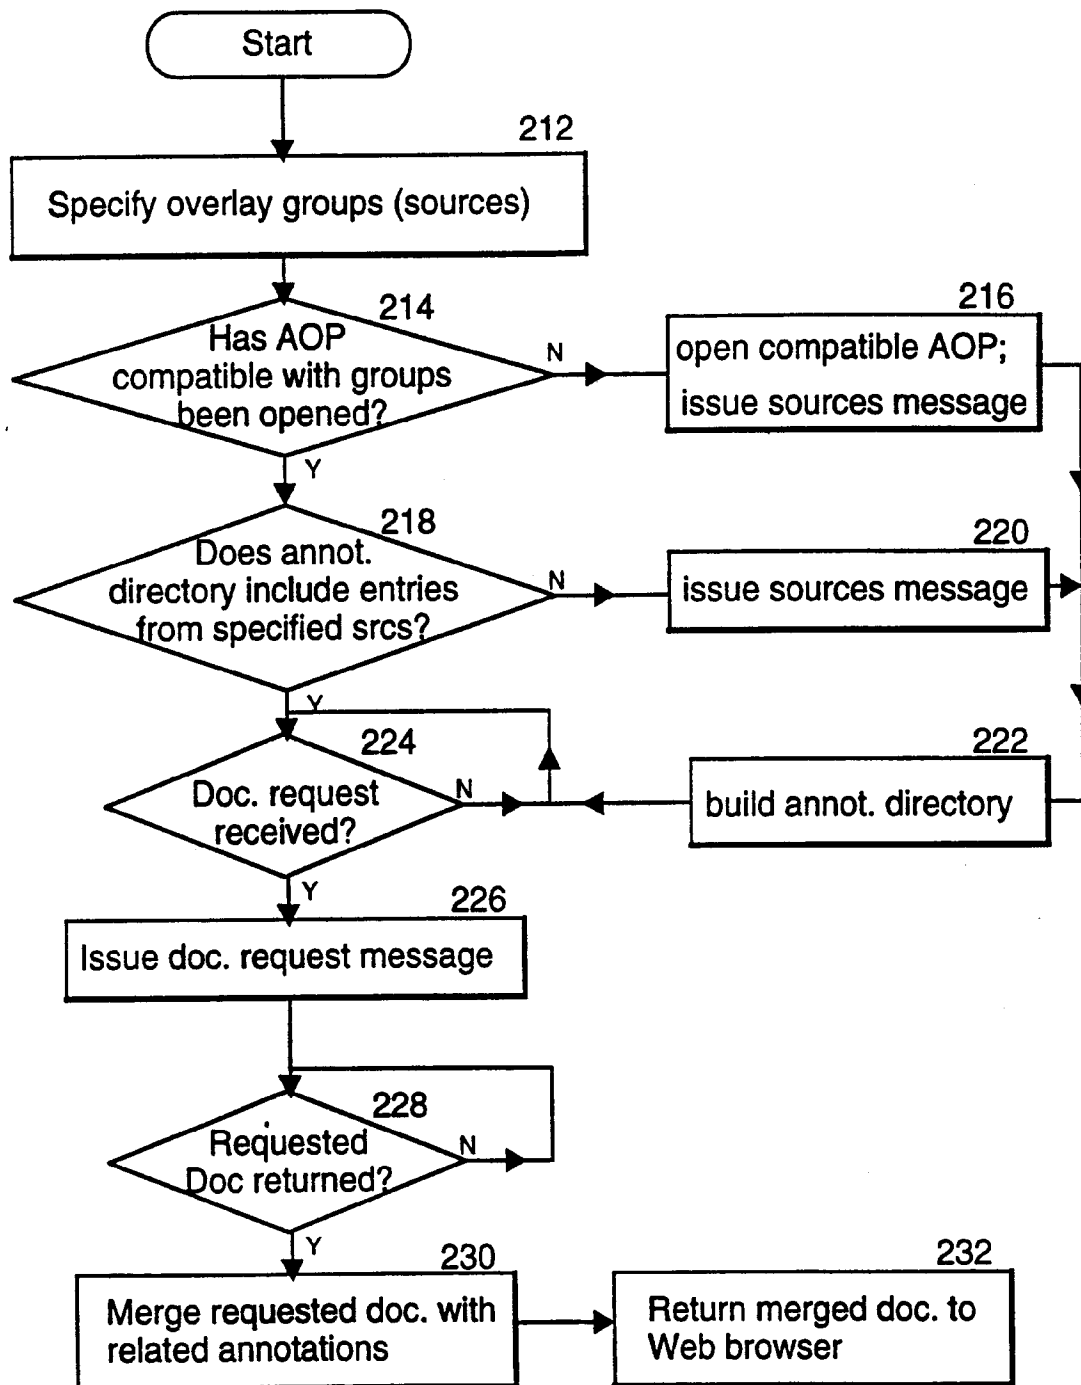 Start
212
Specify overlay groups (sources)
214
Has AOP
compatible with groups
been opened?
N
Y
216
open compatible AOP;
issue sources message
218
Does annot.
directory include entries
from specified srcs?
N
Y
220
issue sources message
222
build annot. directory
224
Doc. request
received?
N
Y
226
Issue doc. request message
228
Requested
Doc returned?
N
Y
230
Merge requested doc. with
related annotations
232
Return merged doc. to
Web browser